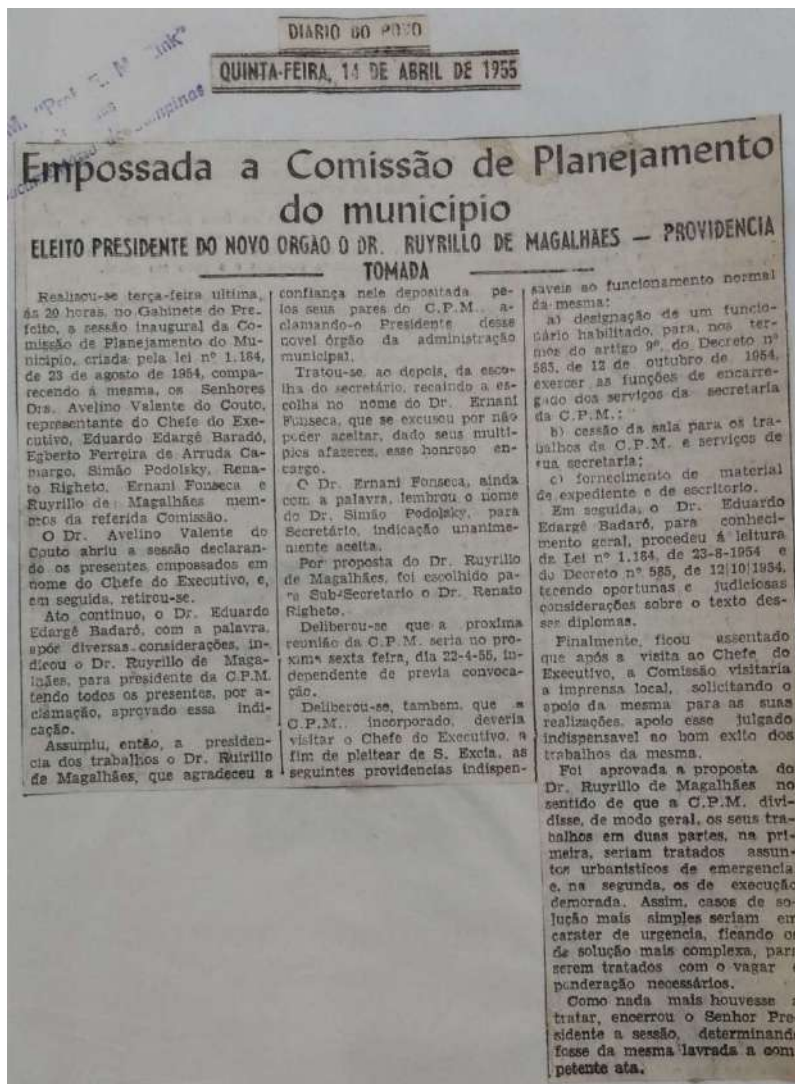 DIARIO DO POVO
QUINTA-FEIRA, 14 DE ABRIL DE 1955
Empossada a Comissão de Planejamento
do municipio
ELEITO PRESIDENTE DO NOVO ORGÃO O DR. RUYRILLO DE MAGALHÃES — PROVIDENCIA
TOMADA
Realisou-se terça-feira ultima,
ás 20 horas, no Gabinete do Pre-
feito, a sessão inaugural da Co-
missão de Planejamento do Mu-
nicipio, criada pela lei nº 1.184,
de 23 de agosto de 1954, compa-
recendo á mesma, os Senhores
Drs. Avelino Valente do Couto,
representante do Chefe do Exe-
cutivo, Eduardo Edargê Baradó,
Egberto Ferreira de Arruda Ca-
margo, Simão Podolsky, Rena-
to Righeto, Ernani Fonseca e
Ruyrillo de Magalhães mem-
bros da referida Comissão.
O Dr. Avelino Valente do
Couto abriu a sessão declaran-
do os presentes, empossados em
nome do Chefe do Executivo, e,
em seguida, retirou-se.
Ato continuo, o Dr. Eduardo
Edargê Badaró, com a palavra,
após diversas considerações, in-
dicou o Dr. Ruyrillo de Maga-
lhães, para presidente da C.P.M.
tendo todos os presentes, por a-
clamação, aprovado essa indi-
cação.
Assumiu, então, a presiden-
cia dos trabalhos o Dr. Ruirillo
de Magalhães, que agradeceu a
confiança nele depositada pe-
los seus pares do C.P.M., a-
clamando-o Presidente desse
novel órgão da administração
municipal.
Tratou-se, ao depois, da esco-
lha do secretário, recaindo a es-
colha no nome do Dr. Ernani
Fonseca, que se excusou por não
poder aceitar, dado seus multi-
plos afazeres, esse honroso en-
cargo.
O Dr. Ernani Fonseca, ainda
com a palavra, lembrou o nome
do Dr. Simão Podolsky, para
Secretário, indicação unanime-
mente aceita.
Por proposta do Dr. Ruyrillo
de Magalhães, foi escolhido pa-
ra Sub-Secretario o Dr. Renato
Righeto.
Deliberou-se que a proxima
reunião da C.P.M. seria no pro-
xima sexta feira, dia 22-4-55, in-
dependente de previa convoca-
ção.
Deliberou-se, tambem, que a
C.P.M., incorporado, deveria
visitar o Chefe do Executivo, a
fim de pleitear de S. Excia, as
seguintes providencias indispen-
saveis ao funcionamento normal
da mesma:
a) designação de um funcio-
nário habilitado, para, nos ter-
mos do artigo 9º, do Decreto nº
585, de 12 de outubro de 1954,
exercer as funções de encarre-
gado dos serviços da secretaria
da C.P.M.;
b) cessão da sala para os tra-
balhos da C.P.M. e serviços de
sua secretaria;
c) fornecimento de material
de expediente e de escritorio.
Em seguida, o Dr. Eduardo
Edargê Badaró, para conheci-
mento geral, procedeu á leitura
da Lei nº 1.184, de 23-8-1954 e
do Decreto nº 585, de 12|10|1954,
tecendo oportunas e judiciosas
considerações sobre o texto des-
ses diplomas.
Finalmente, ficou assentado
que após a visita ao Chefe do
Executivo, a Comissão visitaria
a imprensa local, solicitando o
apoio da mesma para as suas
realizações, apoio esse julgado
indispensavel ao bom exito dos
trabalhos da mesma.
Foi aprovada a proposta do
Dr. Ruyrillo de Magalhães no
sentido de que a C.P.M. divi-
disse, de modo geral, os seus tra-
balhos em duas partes, na pri-
meira, seriam tratados assun-
tos urbanisticos de emergencia
e, na segunda, os de execução
demorada. Assim, casos de so-
lução mais simples seriam em
carater de urgencia, ficando os
de solução mais complexa, para
serem tratados com o vagar e
ponderação necessários.
Como nada mais houvesse a
tratar, encerrou o Senhor Pre-
sidente a sessão, determinando
fosse da mesma lavrada a com-
petente ata.